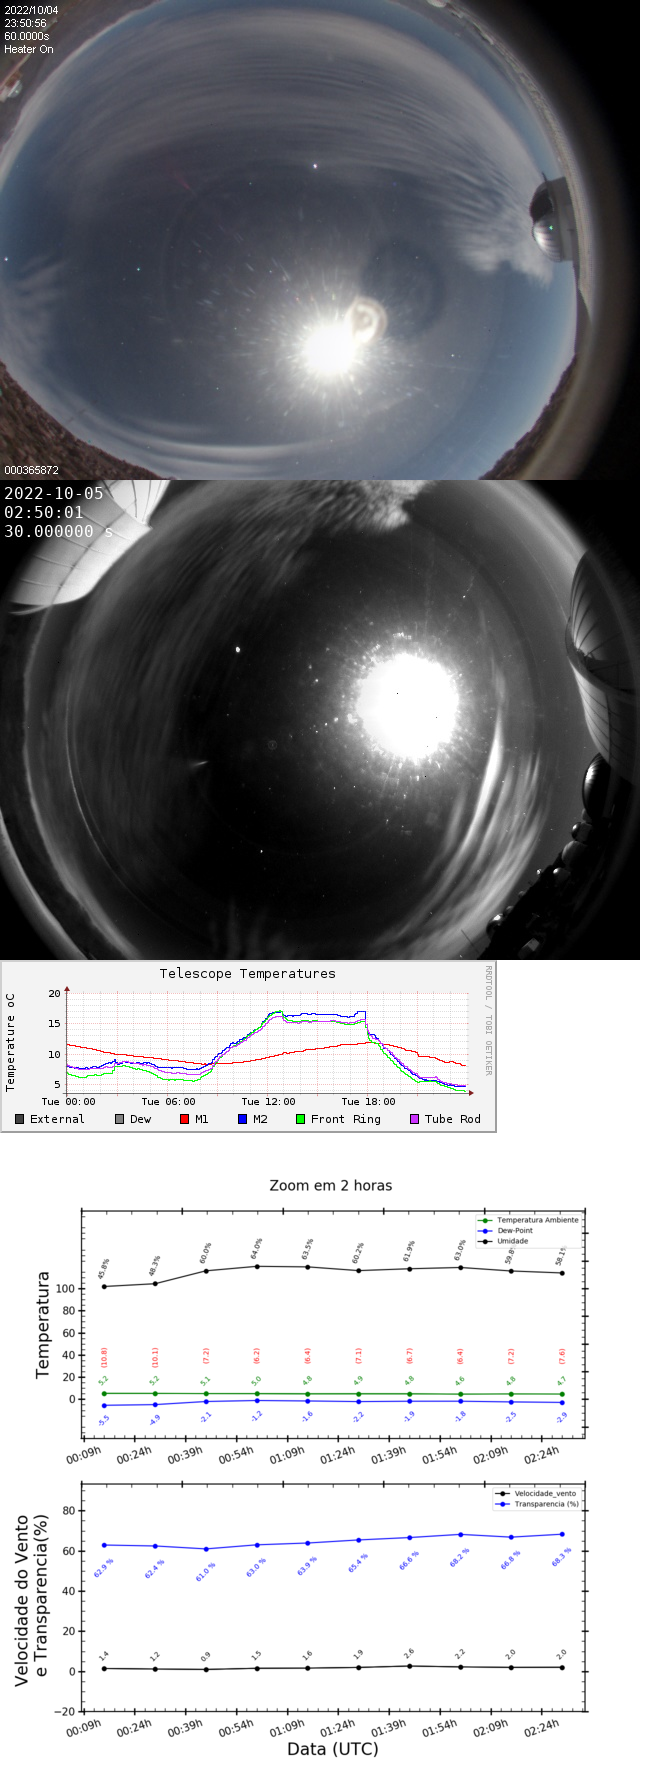 2022/10/04
23:50:56
60.0000s
Heater On
000365872
2022-10-05
02:50:01
30.000000 s
Telescope Temperatures
RRDTOOL / TOBI OETIKER
Temperature oC
20
15
10
5
Tue 00:00 Tue 06:00 Tue 12:00 Tue 18:00
External Dew M1 M2 Front Ring Tube Rod
Zoom em 2 horas
Temperatura Ambiente
Dew-Point
Umidade
Temperatura
100
80
60
40
20
0
45.8% 48.3% 60.0% 64.0% 63.5% 60.2% 61.9% 63.0% 59.8 58.1%
(10.8) (10.1) (7.2) (6.2) (6.4) (7.1) (6.7) (6.4) (7.2) (7.6)
5.2 5.2 5.1 5.0 4.8 4.9 4.8 4.6 4.8 4.7
-5.5 -4.9 -2.1 -1.2 -1.6 -2.2 -1.9 -1.8 -2.5 -2.9
00:09h 00:24h 00:39h 00:54h 01:09h 01:24h 01:39h 01:54h 02:09h 02:24h
Velocidade_vento
Transparencia (%)
Velocidade do Vento
e Transparencia(%)
80
60
40
20
0
−20
62.9 % 62.4 % 61.0 % 63.0 % 63.9 % 65.4 % 66.6 % 68.2 % 66.8 % 68.3 %
1.4 1.2 0.9 1.5 1.6 1.9 2.6 2.2 2.0 2.0
00:09h 00:24h 00:39h 00:54h 01:09h 01:24h 01:39h 01:54h 02:09h 02:24h
Data (UTC)